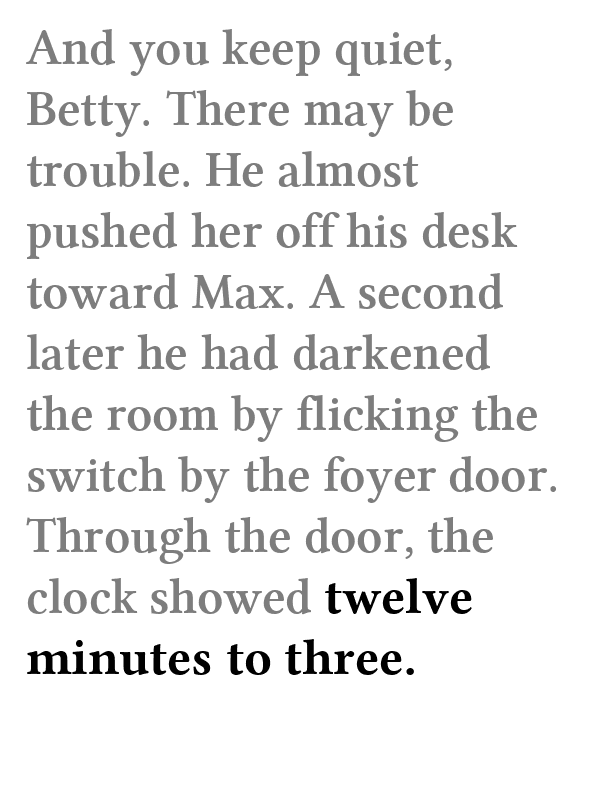 And you keep quiet,
Betty. There may be
trouble. He almost
pushed her off his desk
toward Max. A second
later he had darkened
the room by flicking the
switch by the foyer door.
Through the door, the
clock showed twelve
minutes to three.